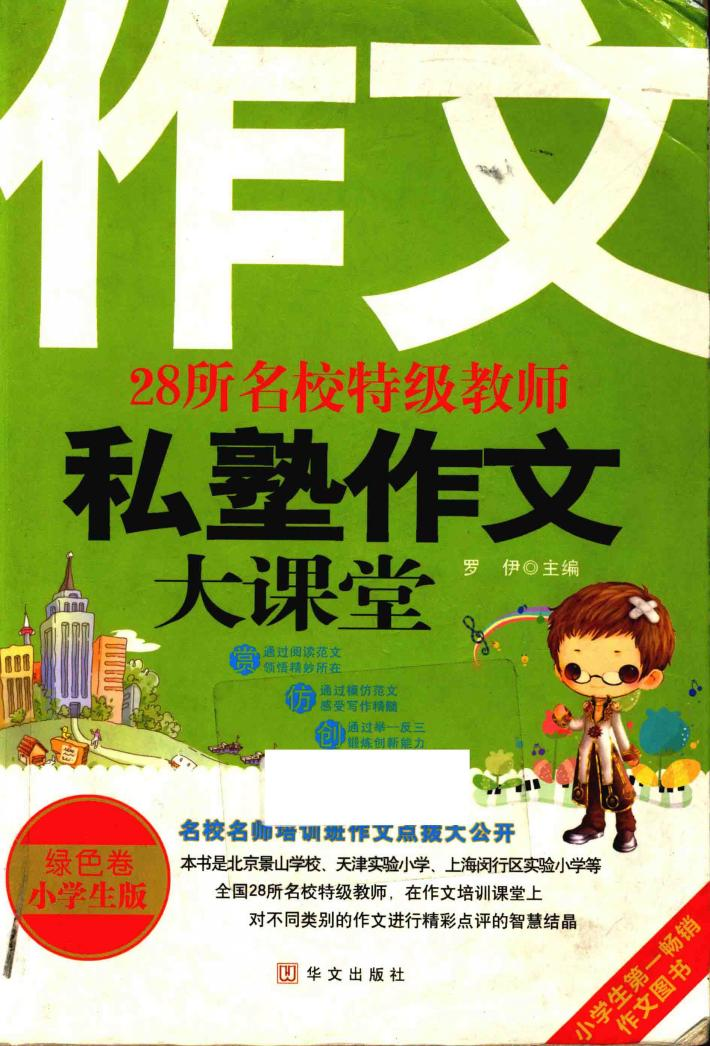 作文
28所名校特级教师
私塾作文
大课堂
罗 伊◎主编
赏 通过阅读范文
领悟精妙所在
仿 通过模仿范文
感受写作精髓
创 通过举一反三
锻炼创新能力
名校名师培训班作文点拨大公开
绿色卷
小学生版
本书是北京景山学校、天津实验小学、上海闵行区实验小学等
全国28所名校特级教师，在作文培训课堂上
对不同类别的作文进行精彩点评的智慧结晶
华文出版社
小学生第一畅销
作文图书